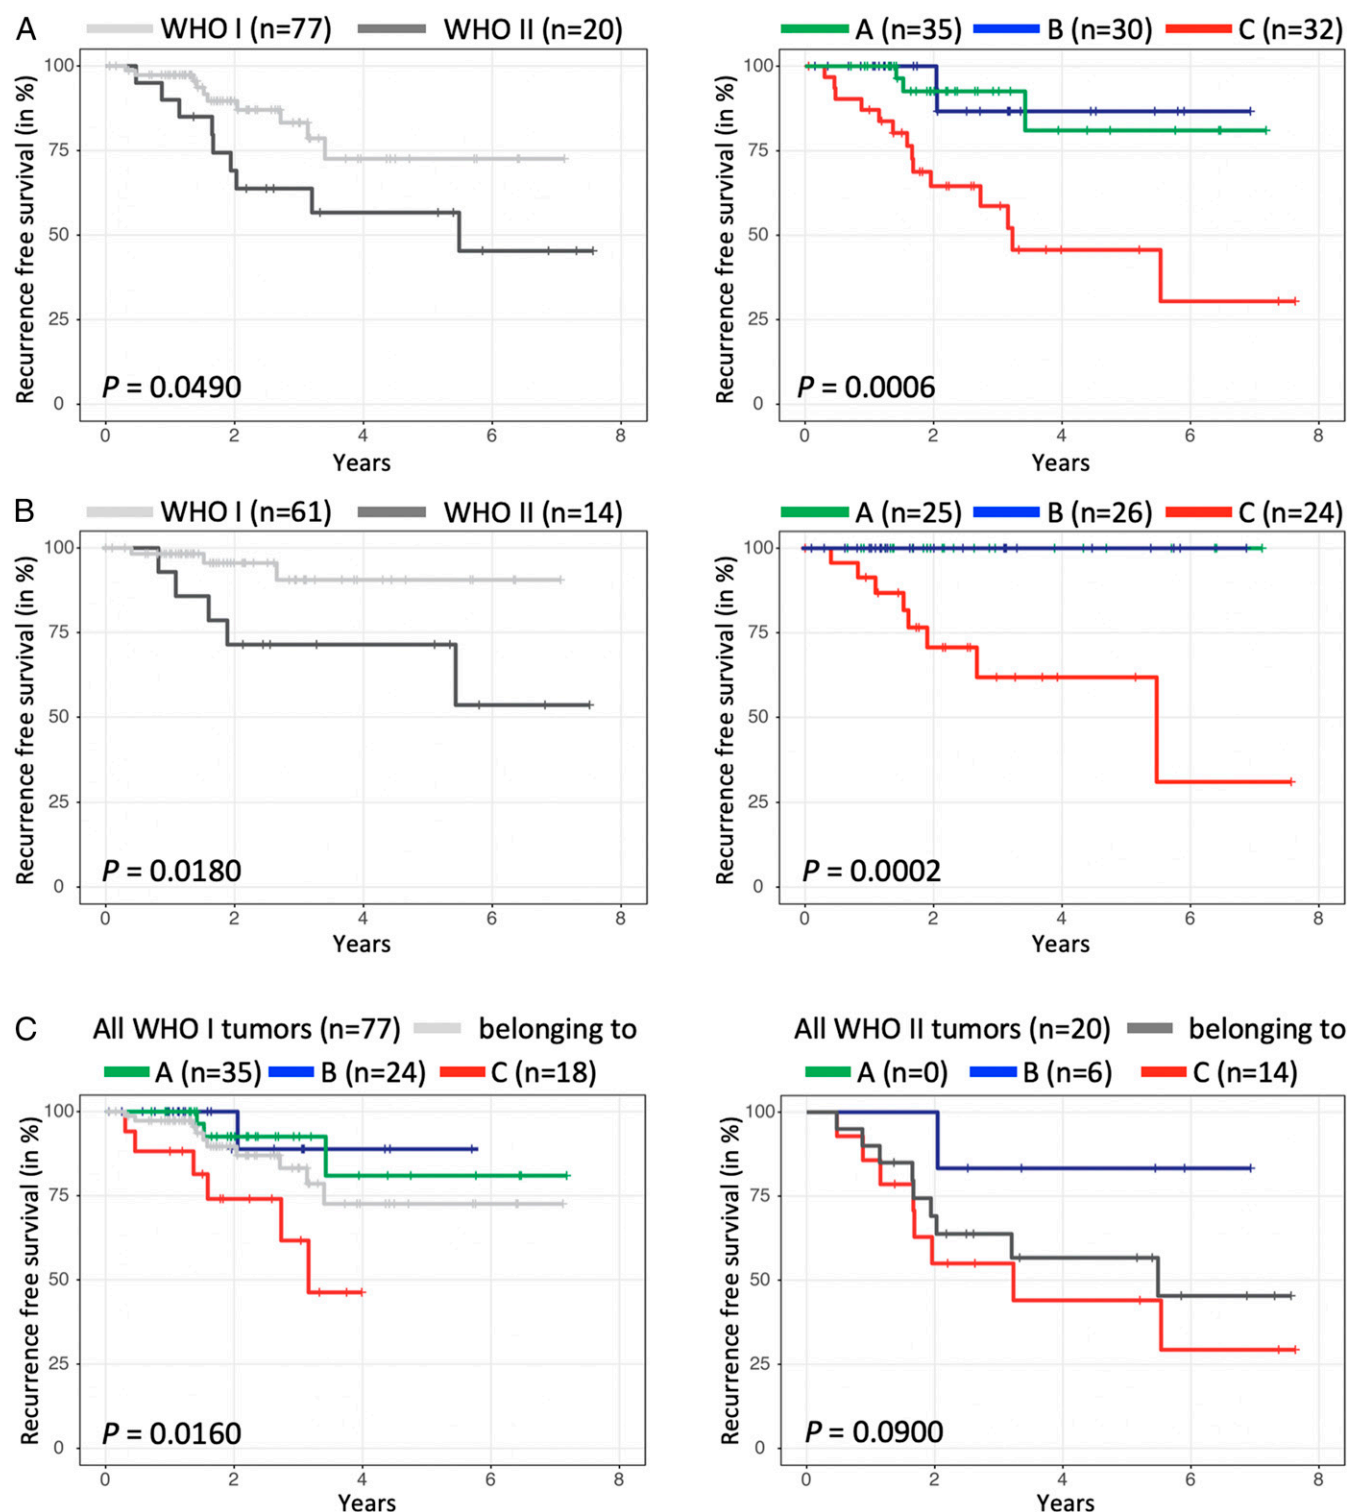 A
WHO I (n=77) WHO II (n=20)
Recurrence free survival (in %)
100
75
50
25
0
P = 0.0490
0 2 4 6 8
Years
A (n=35) B (n=30) C (n=32)
Recurrence free survival (in %)
100
75
50
25
0
P = 0.0006
0 2 4 6 8
Years
B
WHO I (n=61) WHO II (n=14)
Recurrence free survival (in %)
100
75
50
25
0
P = 0.0180
0 2 4 6 8
Years
A (n=25) B (n=26) C (n=24)
Recurrence free survival (in %)
100
75
50
25
0
P = 0.0002
0 2 4 6 8
Years
C
All WHO I tumors (n=77) belonging to
A (n=35) B (n=24) C (n=18)
Recurrence free survival (in %)
100
75
50
25
0
P = 0.0160
0 2 4 6 8
Years
All WHO II tumors (n=20) belonging to
A (n=0) B (n=6) C (n=14)
Recurrence free survival (in %)
100
75
50
25
0
P = 0.0900
0 2 4 6 8
Years